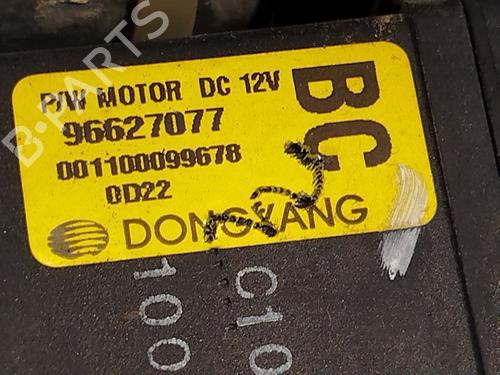 P/W MOTOR DC 12V
96627077
001100099678
0D22
DONGYANG
BC
C10
100
B-PARTS